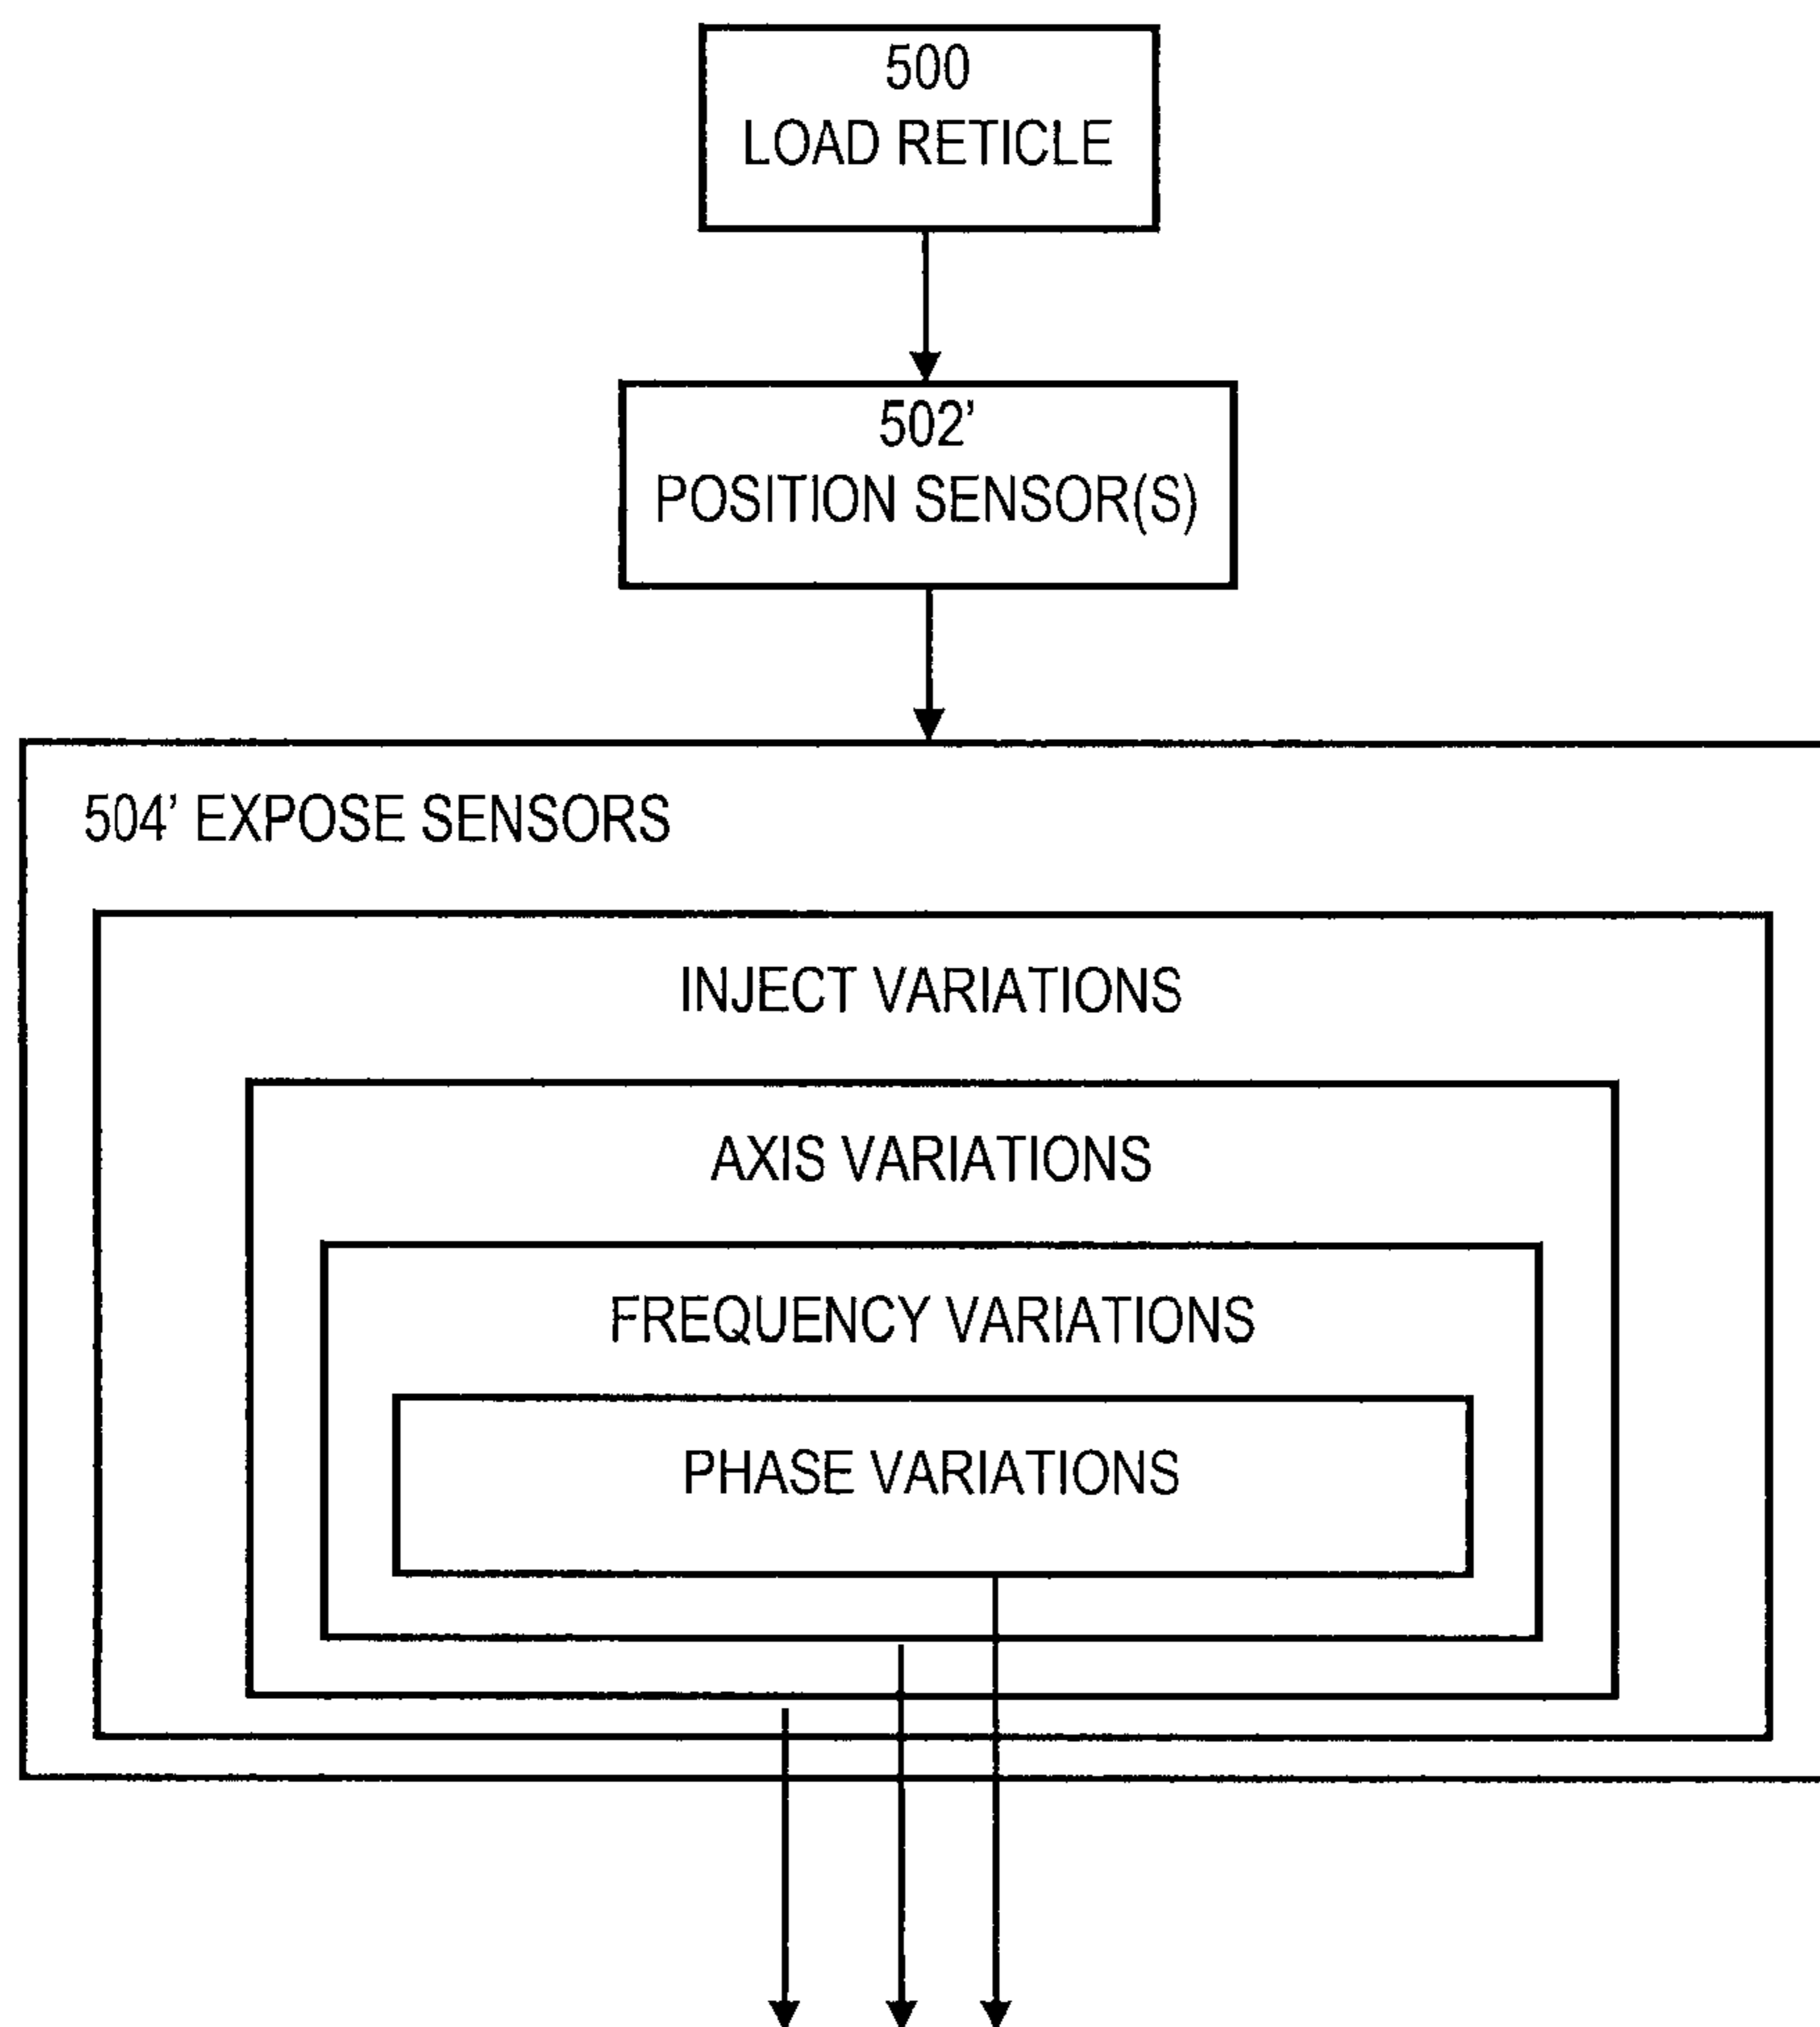 500
LOAD RETICLE
502’
POSITION SENSOR(S)
504’ EXPOSE SENSORS
INJECT VARIATIONS
AXIS VARIATIONS
FREQUENCY VARIATIONS
PHASE VARIATIONS